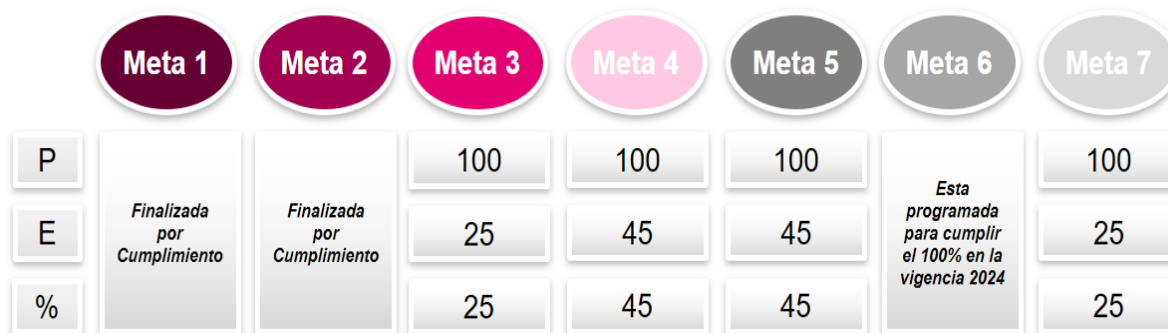 Meta 1 Meta 2 Meta 3 Meta 4 Meta 5 Meta 6 Meta 7
P 100 100 100 100
E 25 45 45 25
% 25 45 45 25
Finalizada
por
Cumplimiento
Finalizada
por
Cumplimiento
Esta
programada
para cumplir
el 100% en la
vigencia 2024